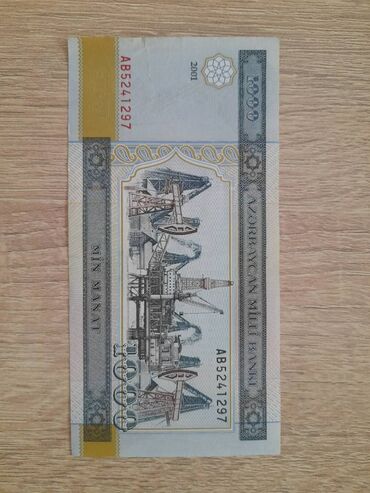 AZƏRBAYCAN MİLLİ BANKI
1000
2001
AB5241297
AB5241297
1000
MİN MANAT